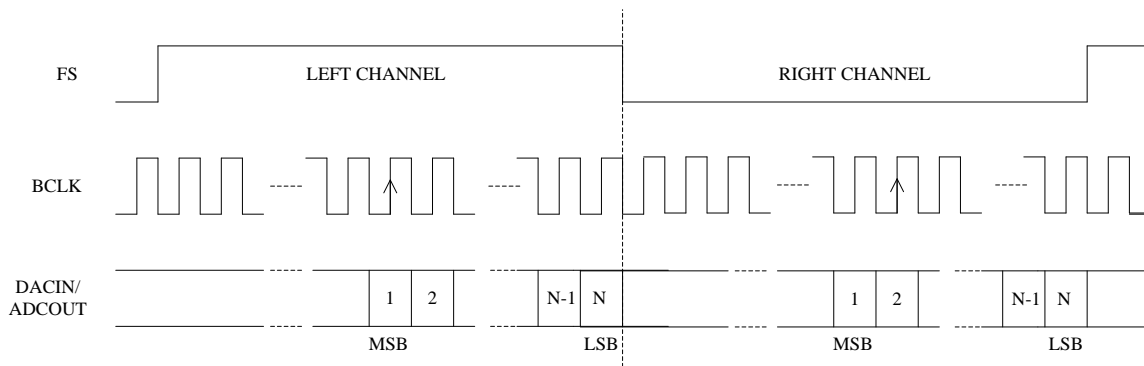 FS
LEFT CHANNEL
RIGHT CHANNEL
BCLK
DACIN/
ADCOUT
1 2 N-1 N 1 2 N-1 N
MSB LSB MSB LSB